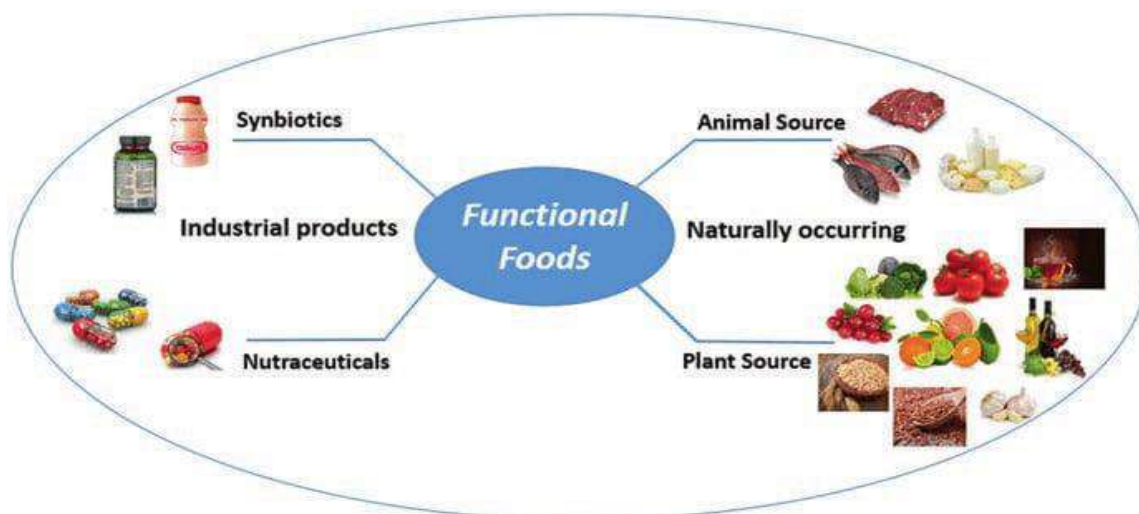 Synbiotics
Animal Source
Industrial products
Functional
Foods
Naturally occurring
Nutraceuticals
Plant Source